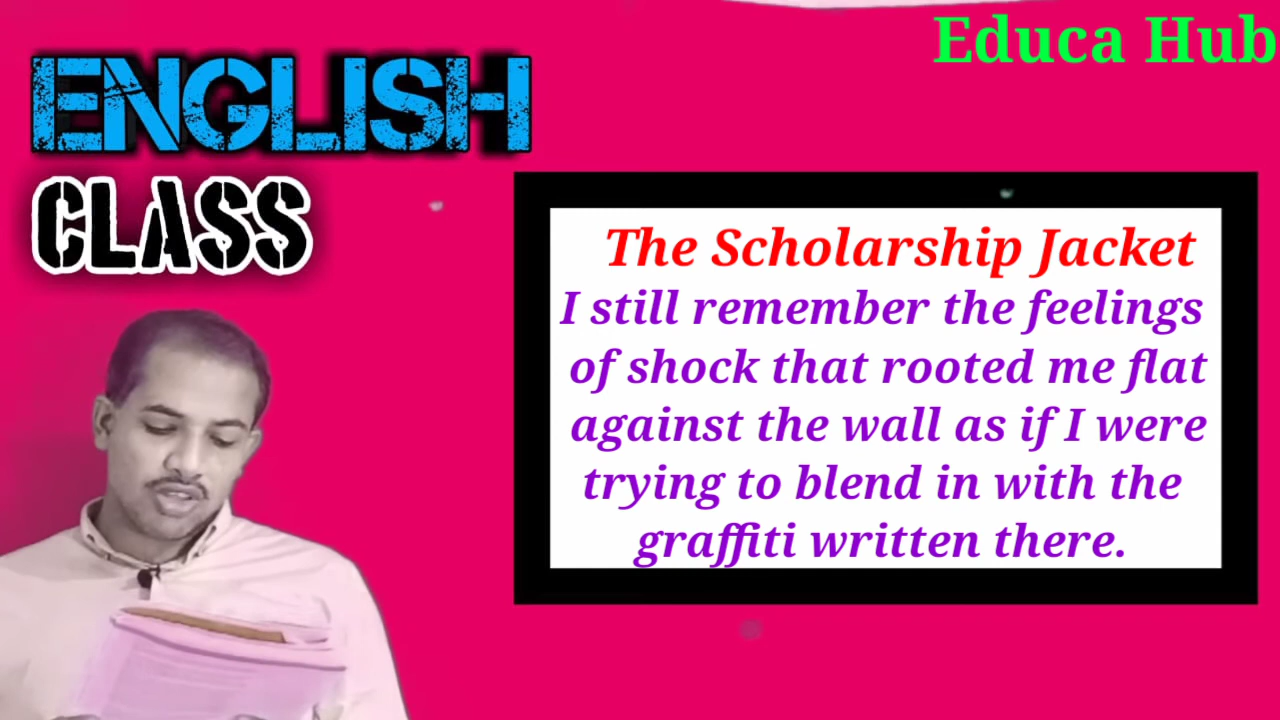 Educa Hub
ENGLISH
CLASS
The Scholarship Jacket
I still remember the feelings
of shock that rooted me flat
against the wall as if I were
trying to blend in with the
graffiti written there.